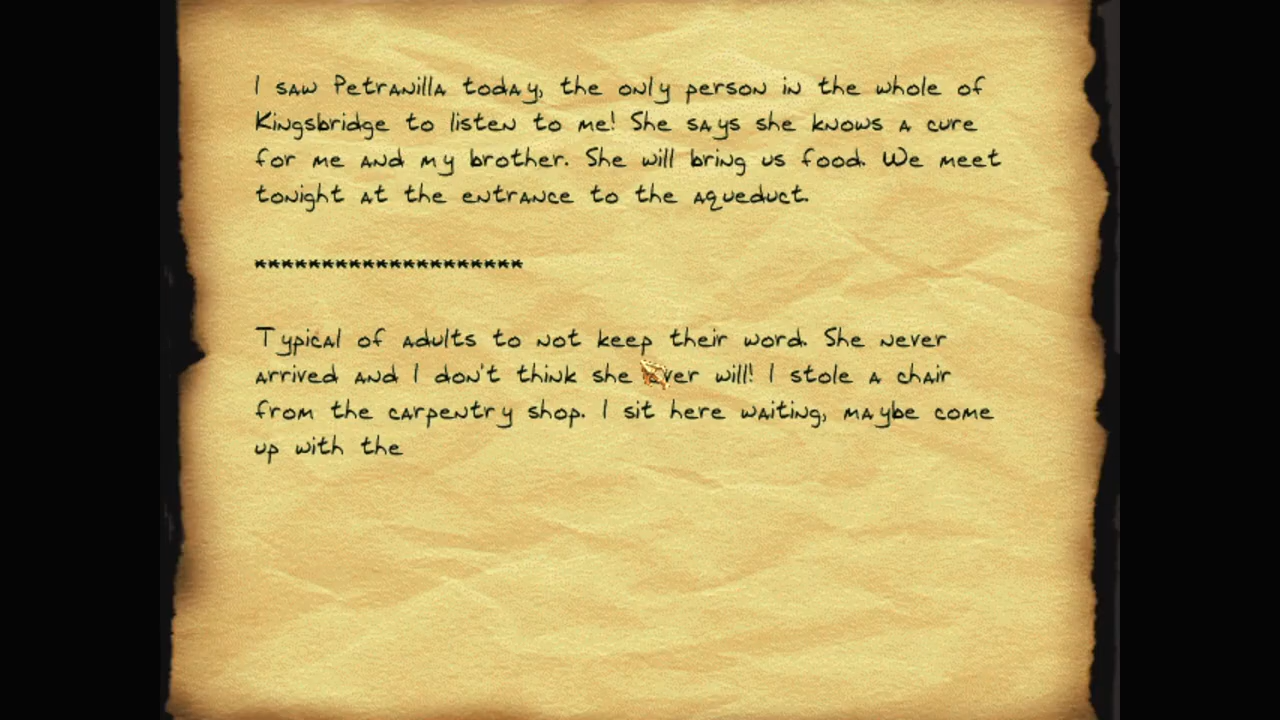 I saw Petranilla today, the only person in the whole of
Kingsbridge to listen to me! She says she knows a cure
for me and my brother. She will bring us food. We meet
tonight at the entrance to the aqueduct.
********************
Typical of adults to not keep their word. She never
arrived and I don't think she ever will! I stole a chair
from the carpentry shop. I sit here waiting, maybe come
up with the